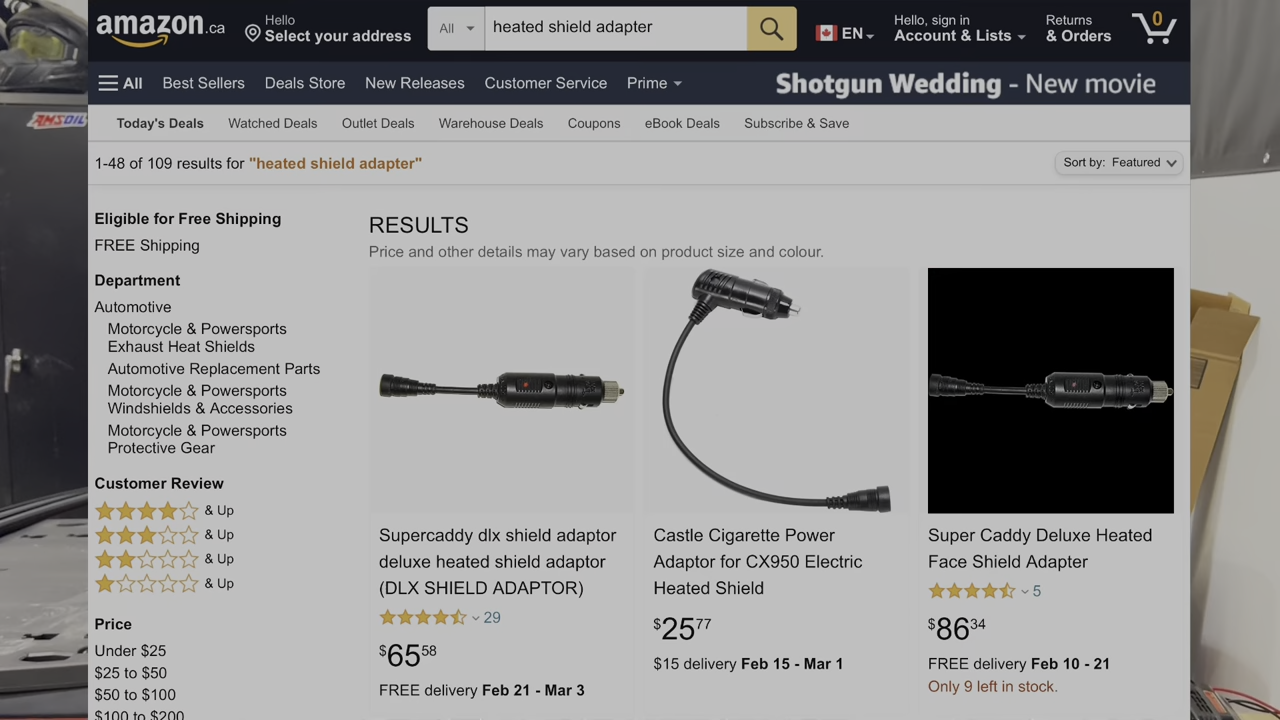 amazon.ca
Hello
Select your address
All
heated shield adapter
EN
Hello, sign in
Account & Lists
Returns
& Orders
0
All
Best Sellers
Deals Store
New Releases
Customer Service
Prime
Shotgun Wedding - New movie
AMSOIL
Today's Deals
Watched Deals
Outlet Deals
Warehouse Deals
Coupons
eBook Deals
Subscribe & Save
1-48 of 109 results for "heated shield adapter"
Sort by: Featured
Eligible for Free Shipping
FREE Shipping
Department
Automotive
Motorcycle & Powersports
Exhaust Heat Shields
Automotive Replacement Parts
Motorcycle & Powersports
Windshields & Accessories
Motorcycle & Powersports
Protective Gear
Customer Review
& Up
& Up
& Up
& Up
Price
Under $25
$25 to $50
$50 to $100
$100 to $200
RESULTS
Price and other details may vary based on product size and colour.
Supercaddy dlx shield adaptor
deluxe heated shield adaptor
(DLX SHIELD ADAPTOR)
29
$65 58
FREE delivery Feb 21 - Mar 3
Castle Cigarette Power
Adaptor for CX950 Electric
Heated Shield
$25 77
$15 delivery Feb 15 - Mar 1
Super Caddy Deluxe Heated
Face Shield Adapter
5
$86 34
FREE delivery Feb 10 - 21
Only 9 left in stock.